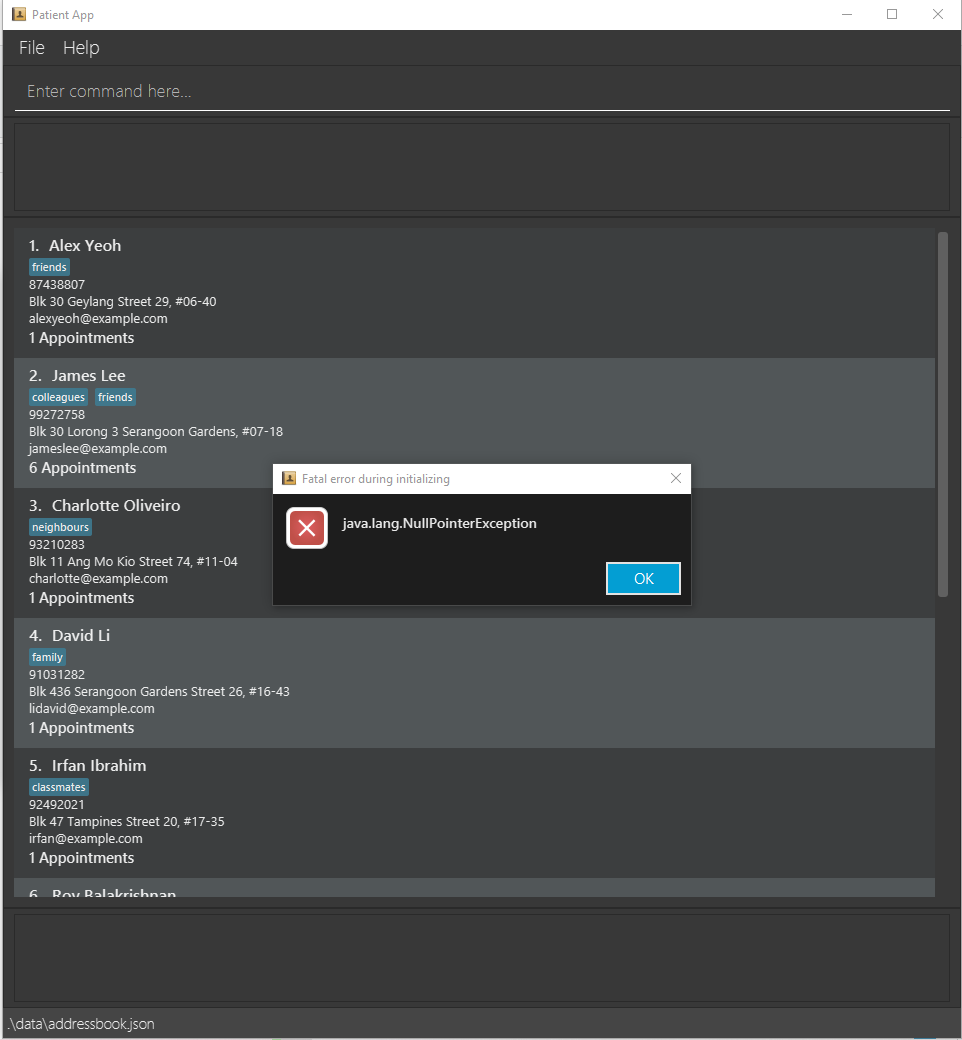 Patient App
File Help
Enter command here...
1. Alex Yeoh
friends
87438807
Blk 30 Geylang Street 29, #06-40
alexyeoh@example.com
1 Appointments
2. James Lee
colleagues friends
99272758
Blk 30 Lorong 3 Serangoon Gardens, #07-18
jameslee@example.com
6 Appointments
3. Charlotte Oliveiro
neighbours
93210283
Blk 11 Ang Mo Kio Street 74, #11-04
charlotte@example.com
1 Appointments
Fatal error during initializing
java.lang.NullPointerException
OK
4. David Li
family
91031282
Blk 436 Serangoon Gardens Street 26, #16-43
lidavid@example.com
1 Appointments
5. Irfan Ibrahim
classmates
92492021
Blk 47 Tampines Street 20, #17-35
irfan@example.com
1 Appointments
6. Roy Balakrishnan
.\data\addressbook.json